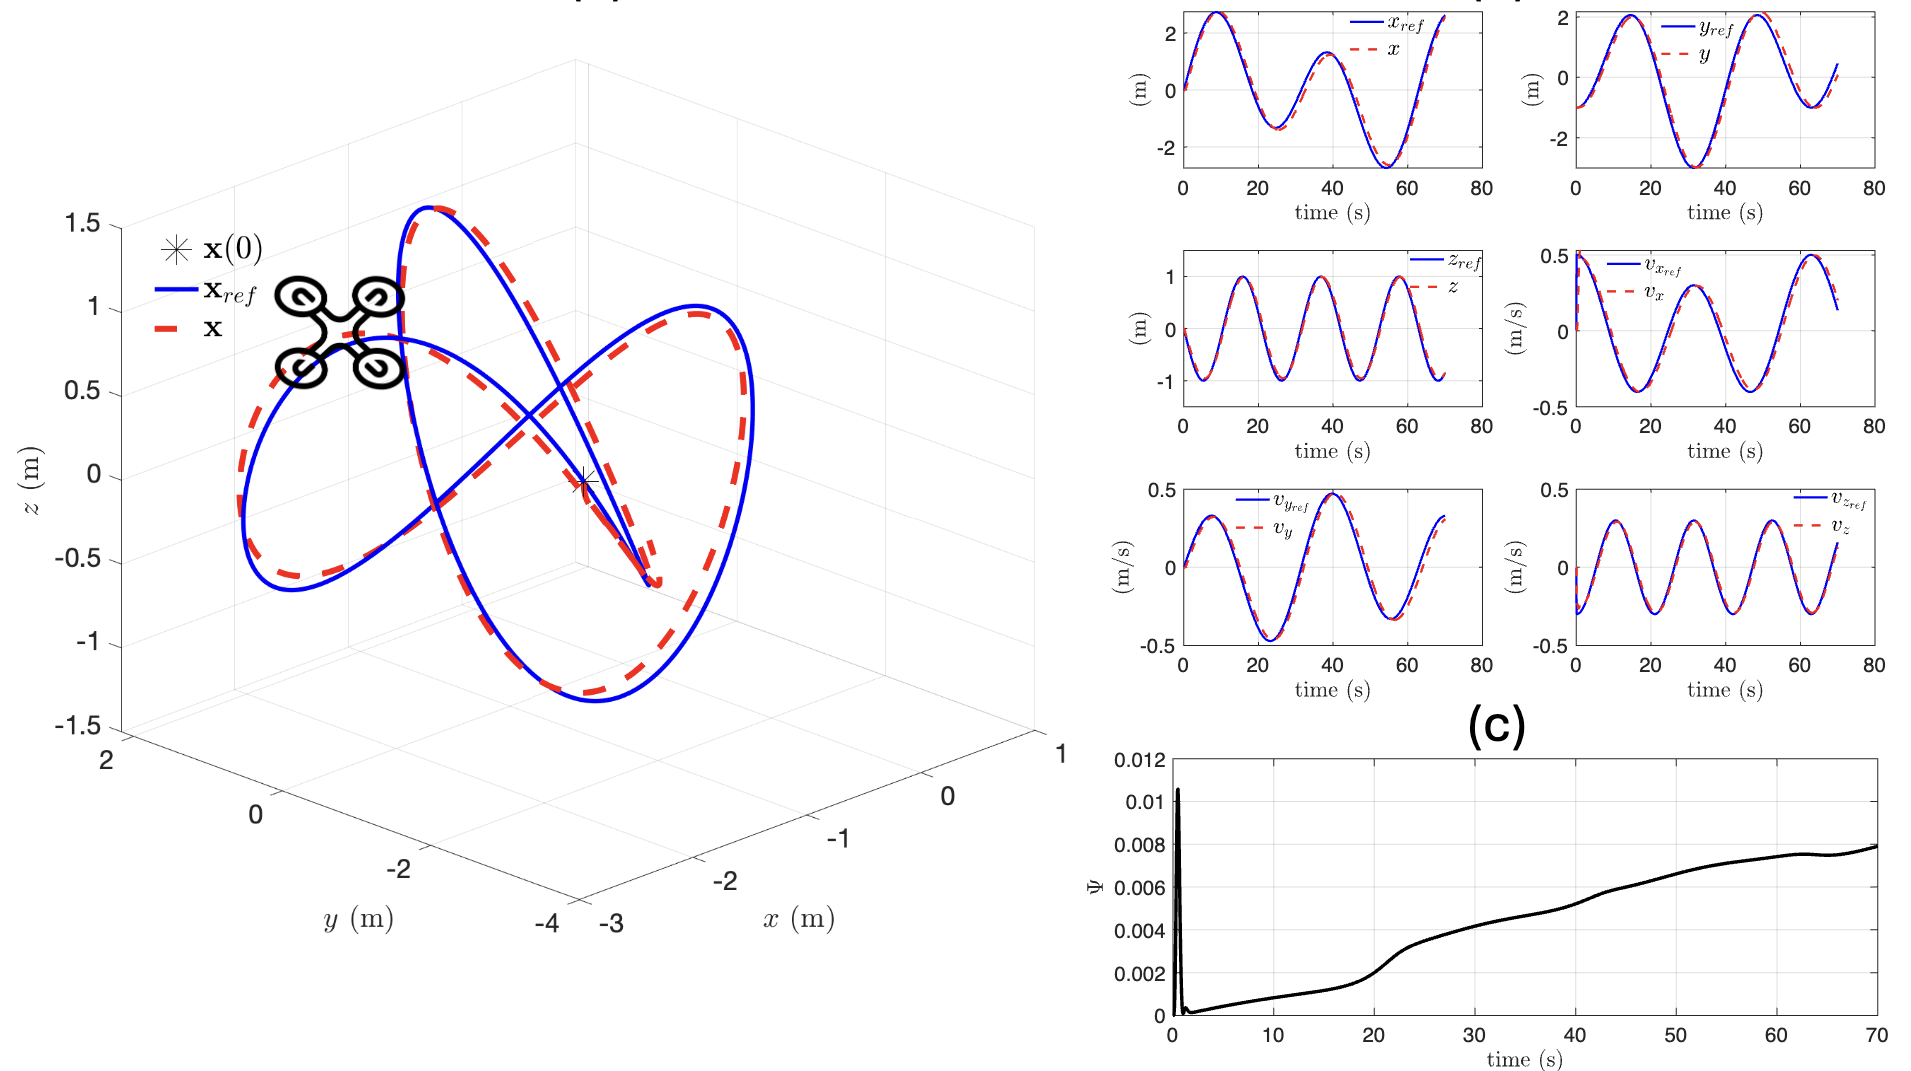 1.5
1
0.5
0
-0.5
-1
-1.5
z (m)
2
0
-2
-4
y (m)
-3
-2
-1
0
1
x (m)
x(0)
x_ref
x
2
0
-2
(m)
0 20 40 60 80
time (s)
x_ref
x
2
0
-2
(m)
0 20 40 60 80
time (s)
y_ref
y
1
0
-1
(m)
0 20 40 60 80
time (s)
z_ref
z
0.5
0
-0.5
(m/s)
0 20 40 60 80
time (s)
v_x_ref
v_x
0.5
0
-0.5
(m/s)
0 20 40 60 80
time (s)
v_y_ref
v_y
0.5
0
-0.5
(m/s)
0 20 40 60 80
time (s)
v_z_ref
v_z
(c)
0.012
0.01
0.008
0.006
0.004
0.002
0
Ψ
0 10 20 30 40 50 60 70
time (s)